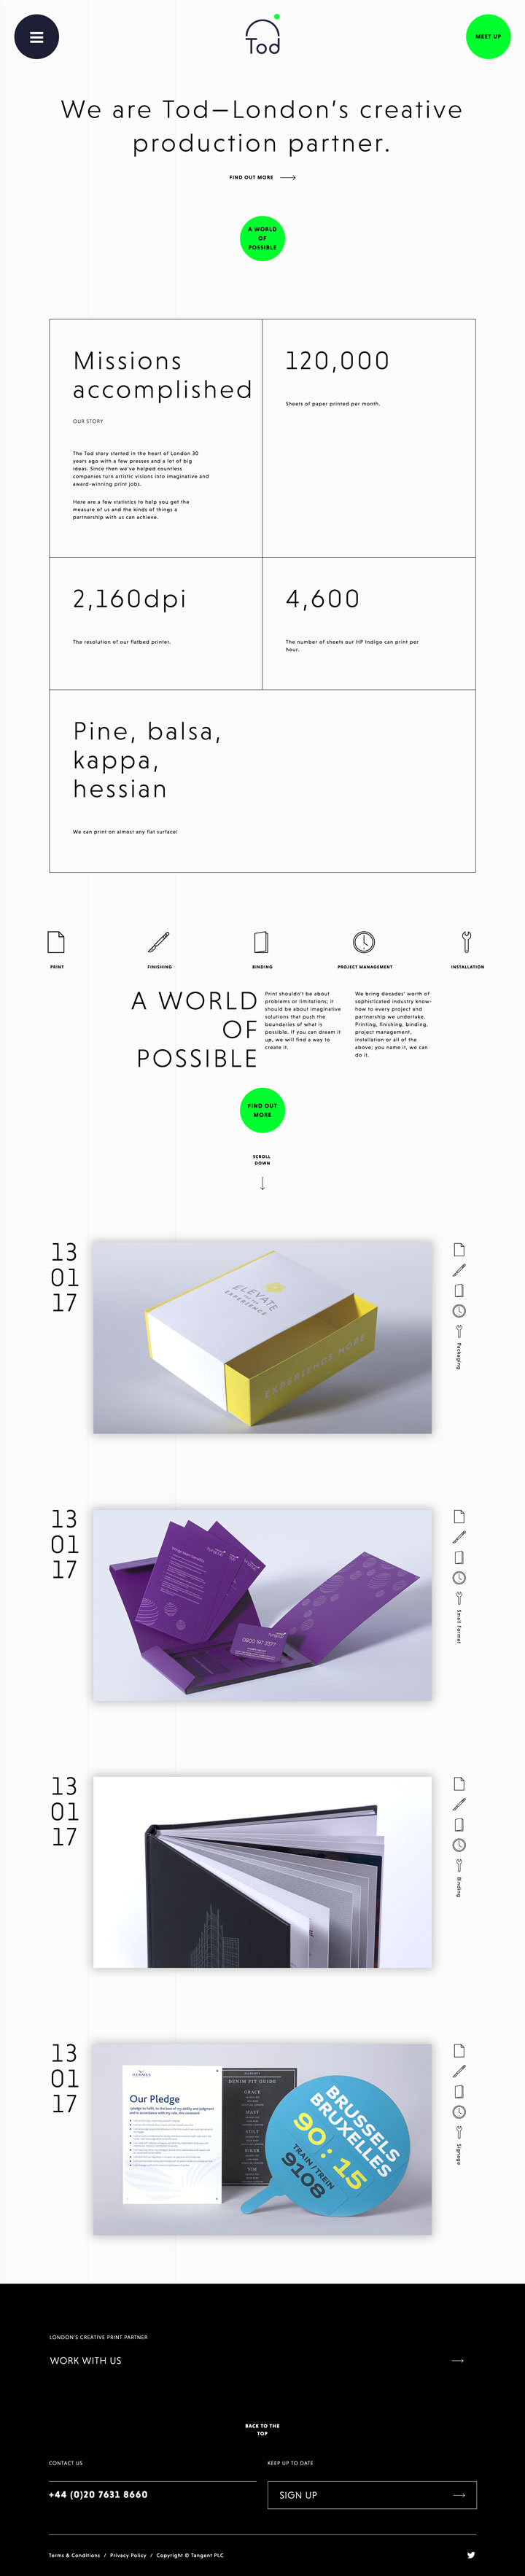 Tod
MEET UP
We are Tod—London's creative
production partner.
FIND OUT MORE
A WORLD
OF
POSSIBLE
Missions
accomplished
OUR STORY
The Tod story started in the heart of London 30
years ago with a few presses and a lot of big
ideas. Since then we've helped countless
companies turn artistic visions into imaginative and
award-winning print jobs.
Here are a few statistics to help you get the
measure of us and the kinds of things a
partnership with us can achieve.
120,000
Sheets of paper printed per month.
2,160dpi
The resolution of our flatbed printer.
4,600
The number of sheets our HP Indigo can print per
hour.
Pine, balsa,
kappa,
hessian
We can print on almost any flat surface!
PRINT
FINISHING
BINDING
PROJECT MANAGEMENT
INSTALLATION
A WORLD
OF
POSSIBLE
Print shouldn't be about
problems or limitations; it
should be about imaginative
solutions that push the
boundaries of what is
possible. If you can dream it
up, we will find a way to
create it.
We bring decades' worth of
sophisticated industry know-
how to every project and
partnership we undertake.
Printing, finishing, binding,
project management,
installation or all of the
above; you name it, we can
do it.
FIND OUT
MORE
SCROLL
DOWN
13
01
17
ELEVATE
EXPERIENCE
EXPERIENCE MORE
Packaging
13
01
17
0800 197 3377
Small Format
13
01
17
Binding
13
01
17
HERMES
Our Pledge
DENIM FIT GUIDE
GRACE
MAST
STILT
BRUSSELS
BRUXELLES
90:15
TRAIN/TREIN
9108
Signage
LONDON'S CREATIVE PRINT PARTNER
WORK WITH US
BACK TO THE
TOP
CONTACT US
+44 (0)20 7631 8660
KEEP UP TO DATE
SIGN UP
Terms & Conditions / Privacy Policy / Copyright © Tangent PLC